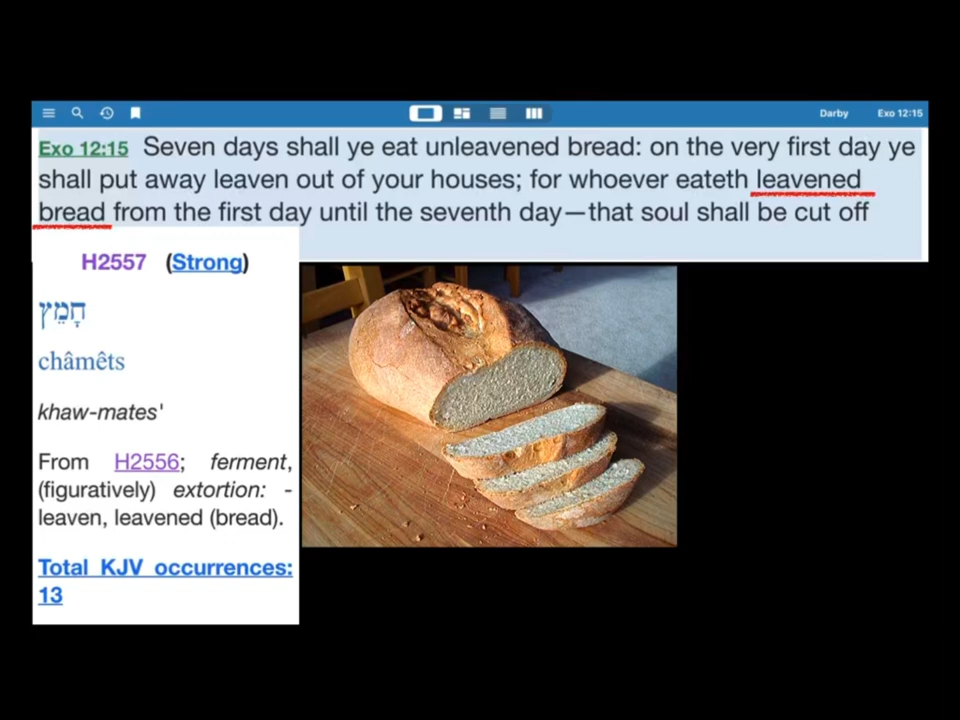 Darby Exo 12:15
Exo 12:15 Seven days shall ye eat unleavened bread: on the very first day ye
shall put away leaven out of your houses; for whoever eateth leavened
bread from the first day until the seventh day—that soul shall be cut off
H2557 (Strong)
חָמֵץ
châmêts
khaw-mates'
From H2556; ferment,
(figuratively) extortion: -
leaven, leavened (bread).
Total KJV occurrences:
13